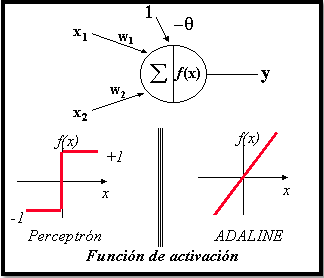 1
−θ
x1
w1
Σ f(x)
y
w2
x2
f(x)
+1
x
-1
Perceptrón
f(x)
x
ADALINE
Función de activación